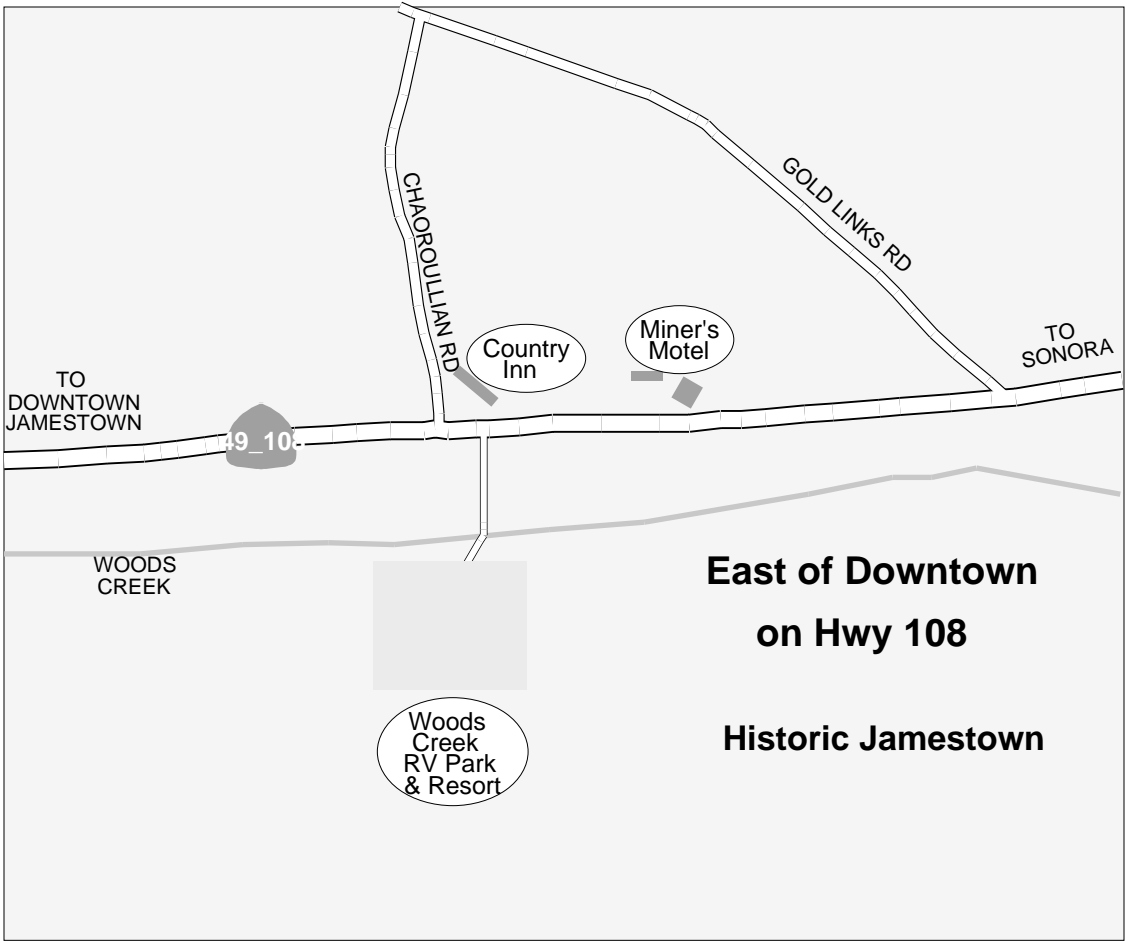 GOLD LINKS RD
CHAOROULLIAN RD
Miner's
Motel
Country
Inn
TO
SONORA
TO
DOWNTOWN
JAMESTOWN
49_108
WOODS
CREEK
East of Downtown
on Hwy 108
Woods
Creek
RV Park
& Resort
Historic Jamestown